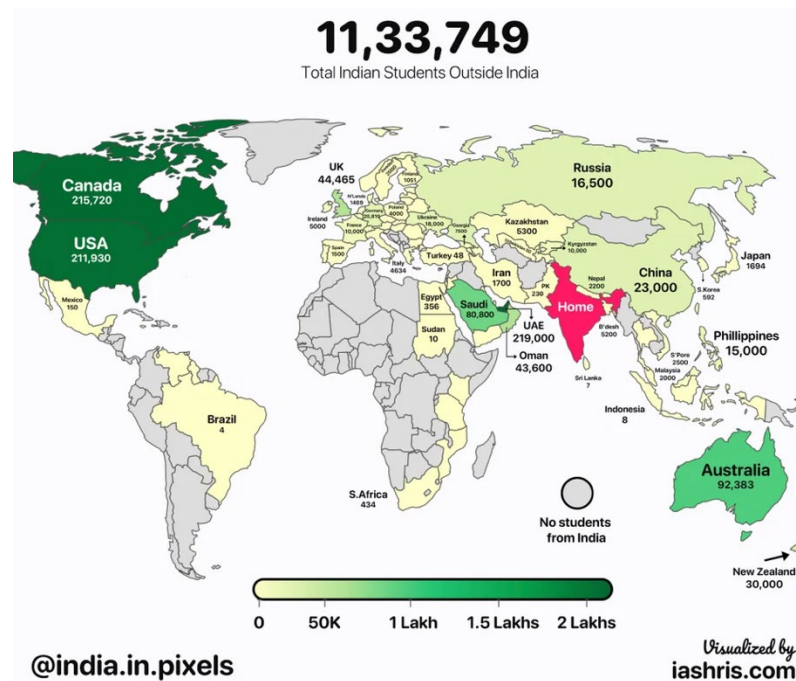 11,33,749
Total Indian Students Outside India
Canada
215,720
USA
211,930
Mexico
150
Brazil
4
UK
44,465
Ireland
5000
N'Lands
France
10,000
Spain
Germany
Poland
4000
Italy
4634
Ukraine
18,000
Georgia
7500
Turkey 48
Russia
16,500
Kazakhstan
5300
Kyrgyzstan
10,000
Iran
1700
PK
230
Nepal
2200
China
23,000
Japan
1694
S.Korea
592
Egypt
356
Sudan
10
Saudi
80,800
UAE
219,000
Oman
43,600
Home
B'desh
5200
Sri Lanka
7
Phillippines
15,000
S'Pore
2500
Malaysia
2000
Indonesia
8
S.Africa
434
Australia
92,383
New Zealand
30,000
No students
from India
0 50K 1 Lakh 1.5 Lakhs 2 Lakhs
@india.in.pixels
Visualized by
iashris.com